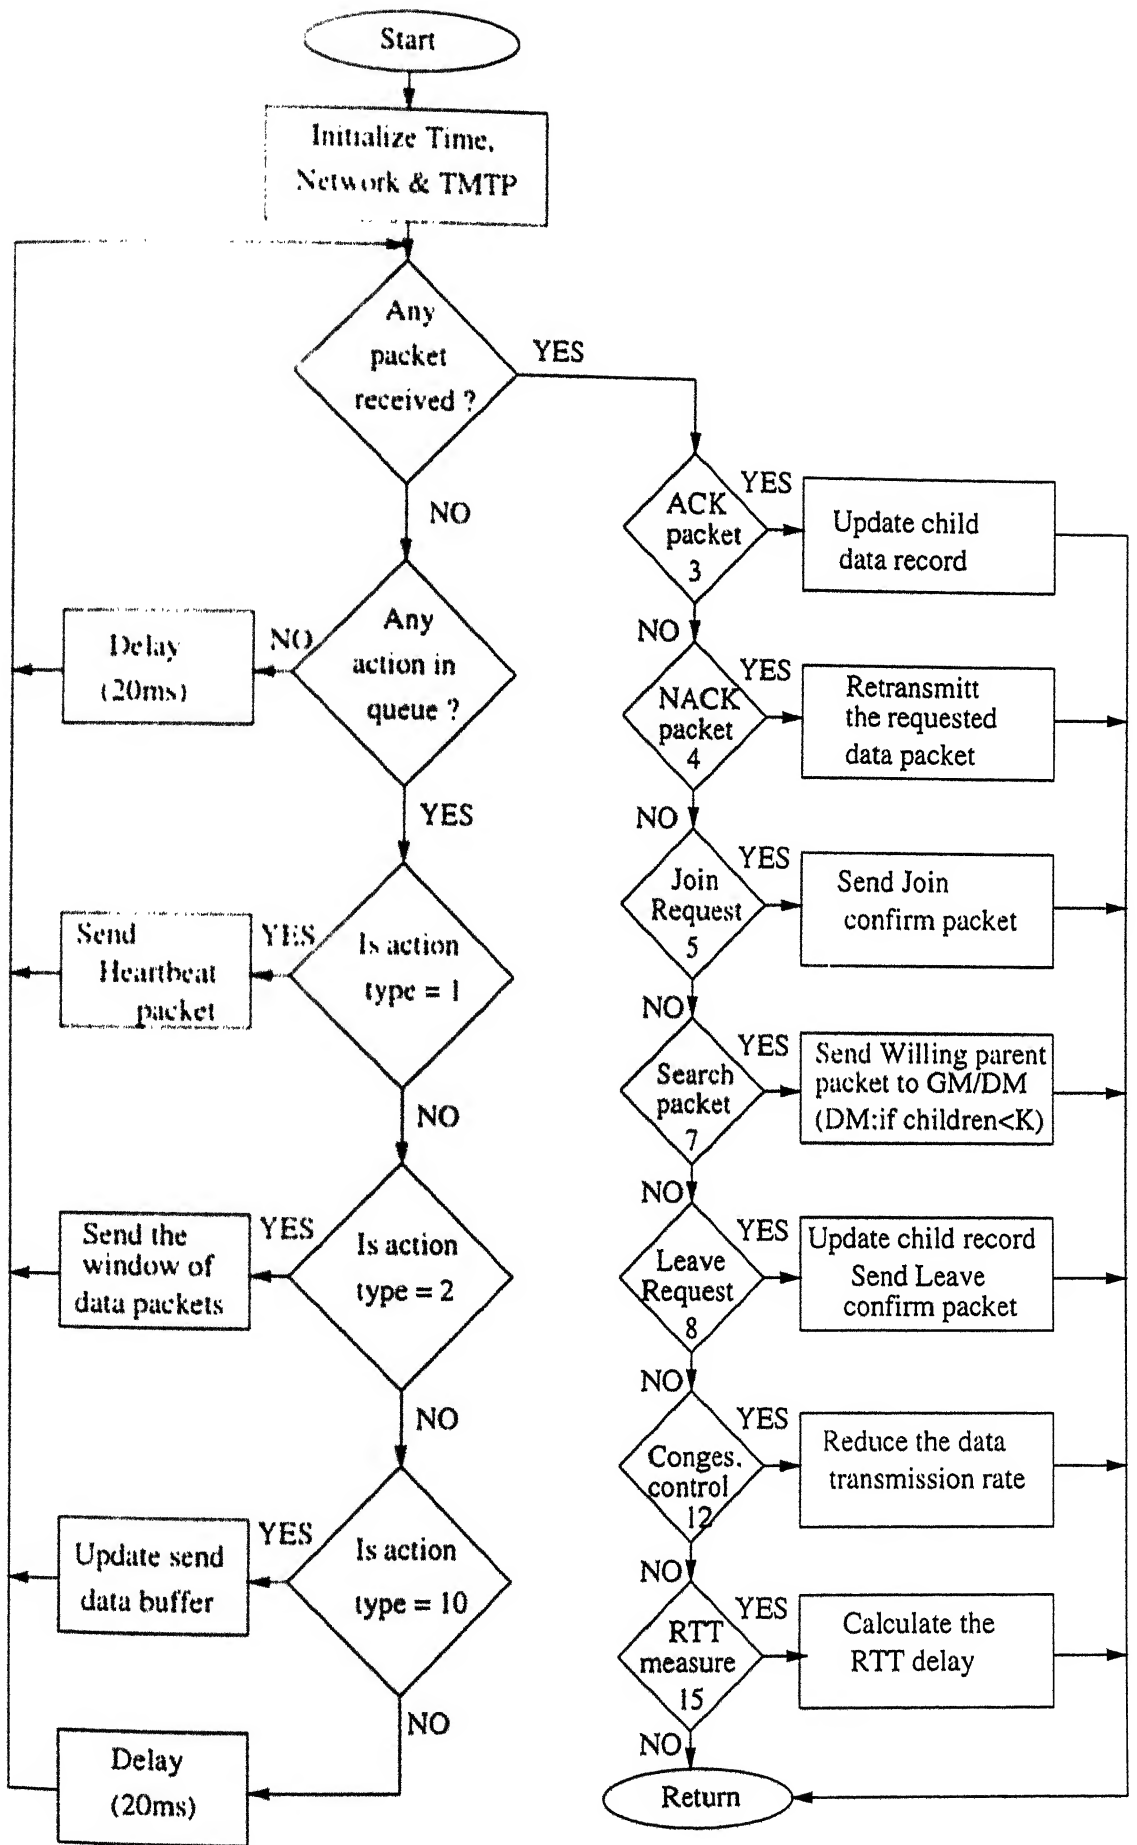 Start
Initialize Time,
Network & TMTP
Any
packet
received ?
YES
NO
Any
action in
queue ?
NO
Delay
(20ms)
YES
Is action
type = 1
YES
Send
Heartbeat
packet
NO
Is action
type = 2
YES
Send the
window of
data packets
NO
Is action
type = 10
YES
Update send
data buffer
NO
Delay
(20ms)
ACK
packet
3
YES
Update child
data record
NO
NACK
packet
4
YES
Retransmitt
the requested
data packet
NO
Join
Request
5
YES
Send Join
confirm packet
NO
Search
packet
7
YES
Send Willing parent
packet to GM/DM
(DM:if children<K)
NO
Leave
Request
8
YES
Update child record
Send Leave
confirm packet
NO
Conges.
control
12
YES
Reduce the data
transmission rate
NO
RTT
measure
15
YES
Calculate the
RTT delay
NO
Return